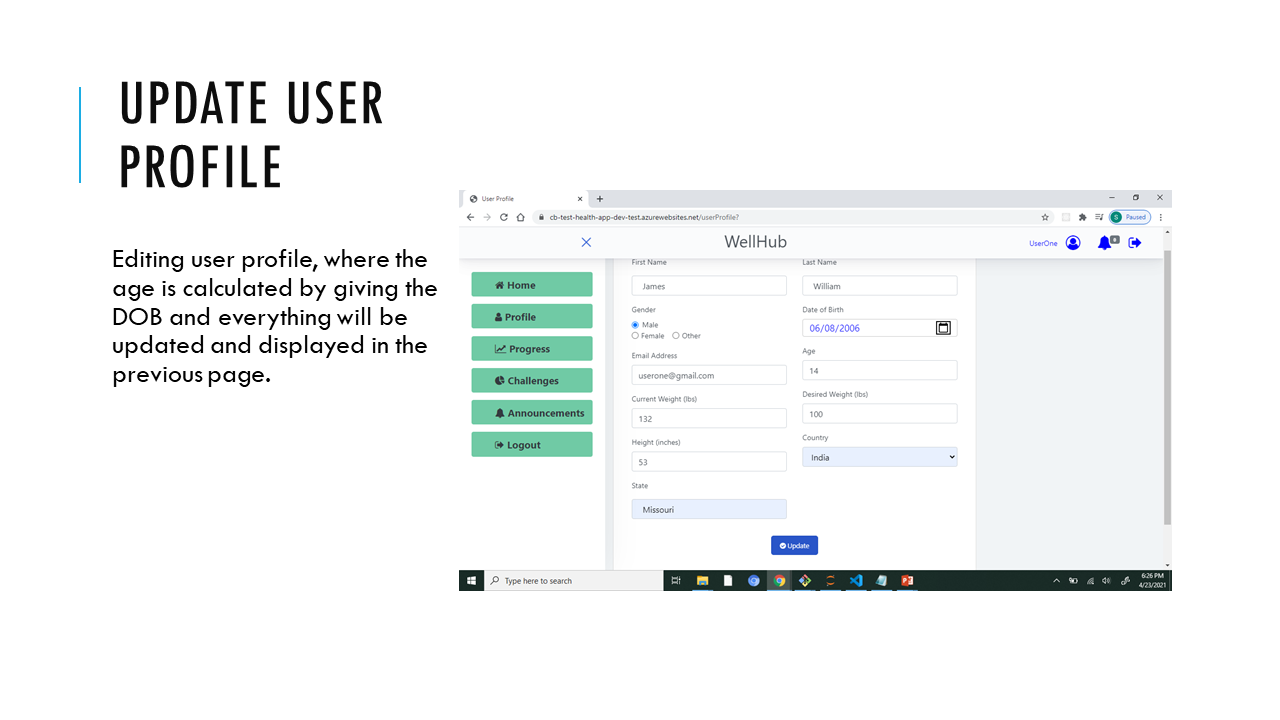 UPDATE USER
PROFILE
Editing user profile, where the
age is calculated by giving the
DOB and everything will be
updated and displayed in the
previous page.
User Profile
cb-test-health-app-dev-test.azurewebsites.net/userProfile?
S Paused
WellHub
UserOne
Home
Profile
Progress
Challenges
Announcements
Logout
First Name
Last Name
James
William
Gender
Date of Birth
Male
Female Other
06/08/2006
Email Address
Age
userone@gmail.com
14
Current Weight (lbs)
Desired Weight (lbs)
132
100
Height (inches)
Country
53
India
State
Missouri
Update
Type here to search
6:26 PM
4/23/2021